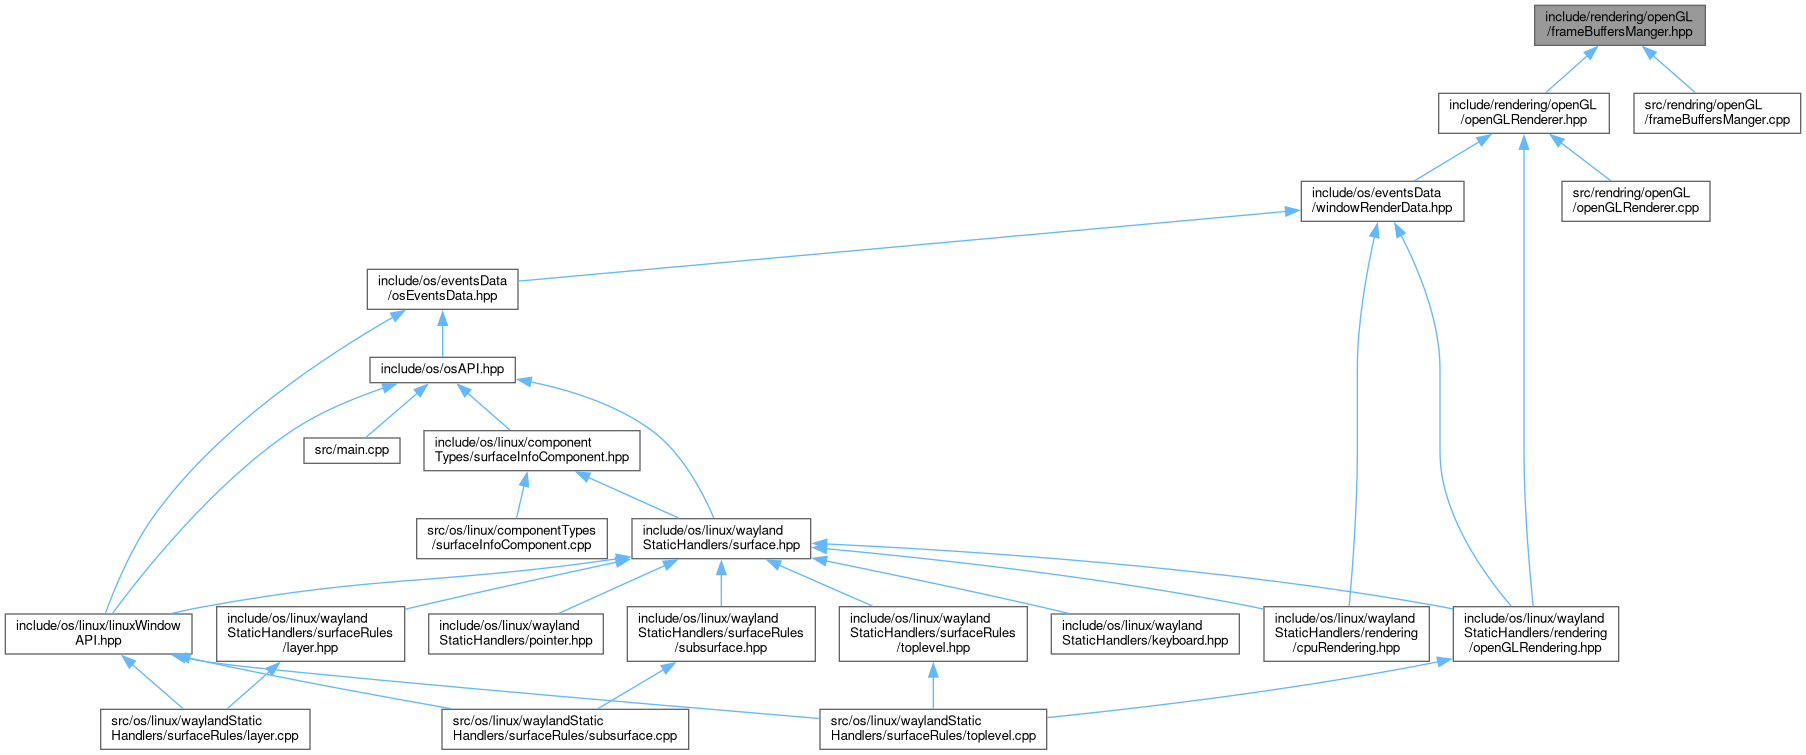 include/rendering/openGL
/frameBuffersManger.hpp
include/rendering/openGL
/openGLRenderer.hpp
src/rendring/openGL
/frameBuffersManger.cpp
include/os/eventsData
/windowRenderData.hpp
src/rendring/openGL
/openGLRenderer.cpp
include/os/eventsData
/osEventsData.hpp
include/os/osAPI.hpp
src/main.cpp
include/os/linux/component
Types/surfaceInfoComponent.hpp
src/os/linux/componentTypes
/surfaceInfoComponent.cpp
include/os/linux/wayland
StaticHandlers/surface.hpp
include/os/linux/linuxWindow
API.hpp
include/os/linux/wayland
StaticHandlers/surfaceRules
/layer.hpp
include/os/linux/wayland
StaticHandlers/pointer.hpp
include/os/linux/wayland
StaticHandlers/surfaceRules
/subsurface.hpp
include/os/linux/wayland
StaticHandlers/surfaceRules
/toplevel.hpp
include/os/linux/wayland
StaticHandlers/keyboard.hpp
include/os/linux/wayland
StaticHandlers/rendering
/cpuRendering.hpp
include/os/linux/wayland
StaticHandlers/rendering
/openGLRendering.hpp
src/os/linux/waylandStatic
Handlers/surfaceRules/layer.cpp
src/os/linux/waylandStatic
Handlers/surfaceRules/subsurface.cpp
src/os/linux/waylandStatic
Handlers/surfaceRules/toplevel.cpp